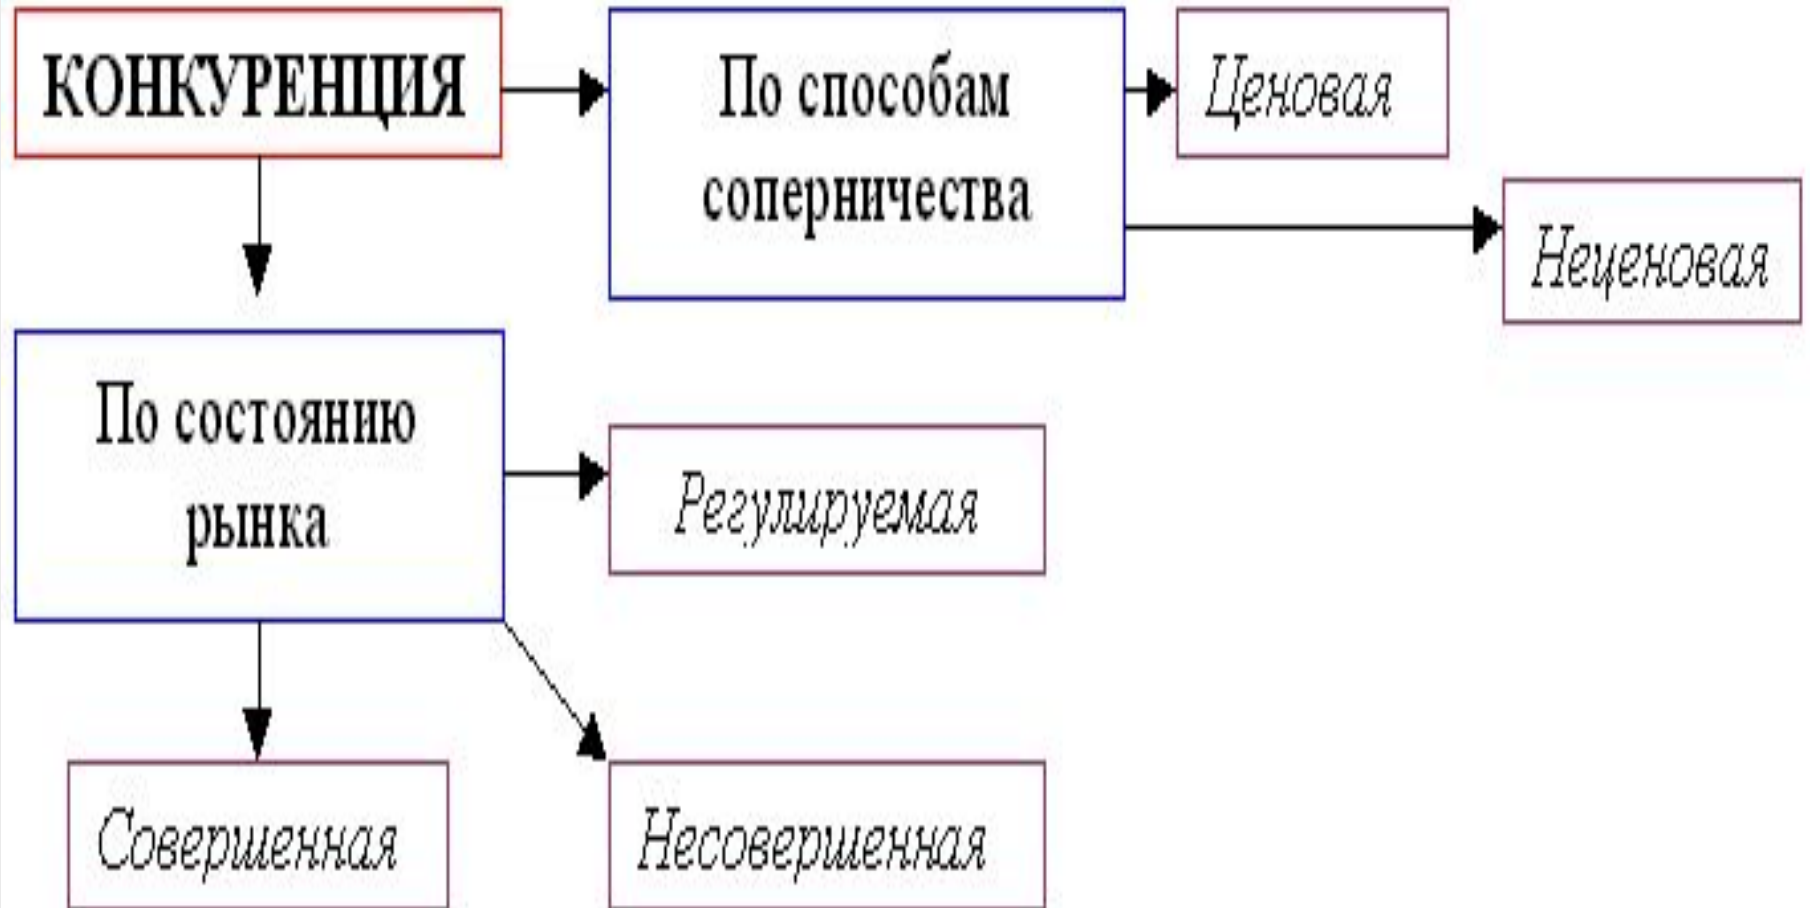 КОНКУРЕНЦИЯ
По способам
соперничества
Ценовая
Неценовая
По состоянию
рынка
Регулируемая
Совершенная
Несовершенная